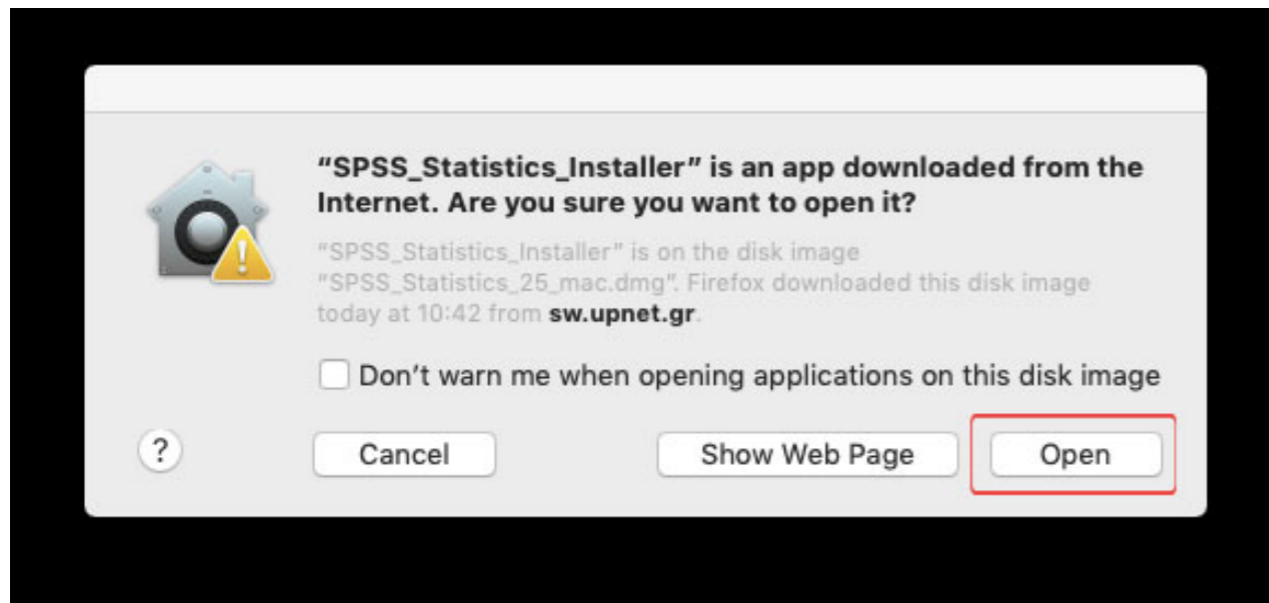 “SPSS_Statistics_Installer” is an app downloaded from the
Internet. Are you sure you want to open it?
“SPSS_Statistics_Installer” is on the disk image
“SPSS_Statistics_25_mac.dmg”. Firefox downloaded this disk image
today at 10:42 from sw.upnet.gr.
Don’t warn me when opening applications on this disk image
? Cancel Show Web Page Open